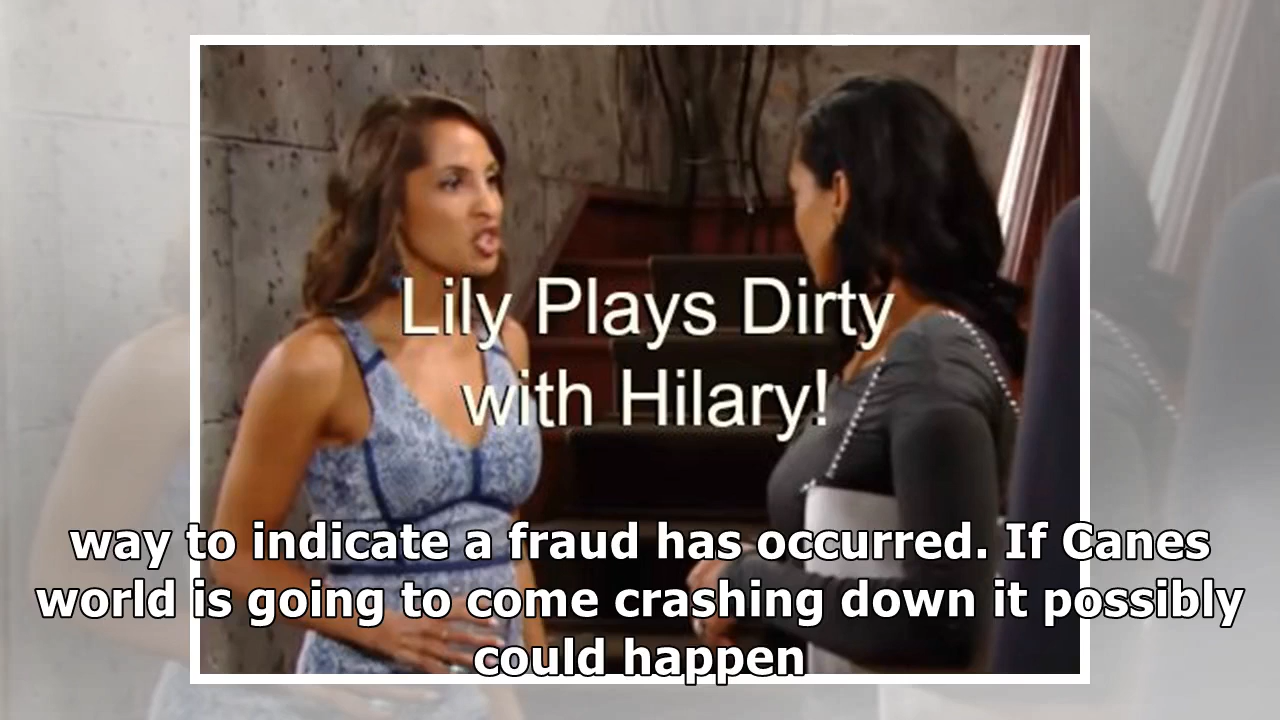 Lily Plays Dirty
with Hilary!
way to indicate a fraud has occurred. If Canes
world is going to come crashing down it possibly
could happen